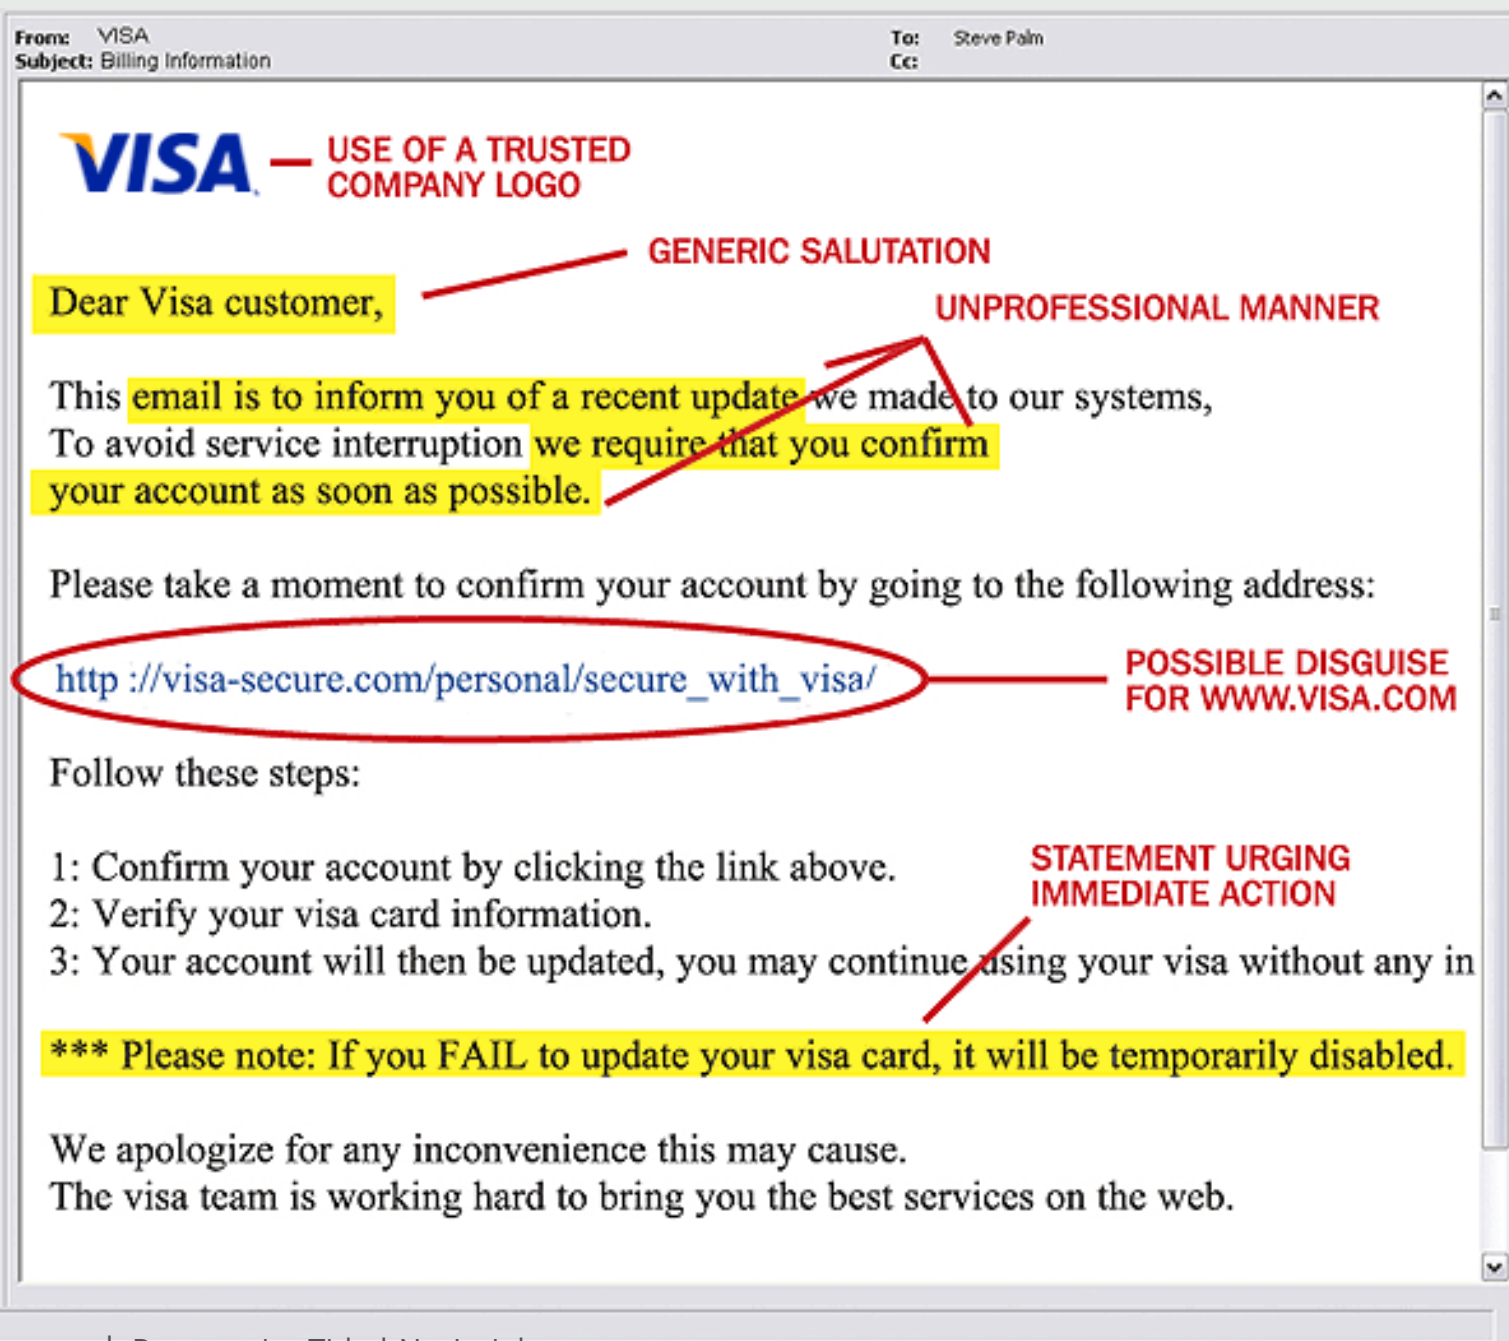 From: VISA
To: Steve Palm
Subject: Billing Information
Cc:
VISA
USE OF A TRUSTED
COMPANY LOGO
GENERIC SALUTATION
Dear Visa customer,
UNPROFESSIONAL MANNER
This email is to inform you of a recent update we made to our systems,
To avoid service interruption we require that you confirm
your account as soon as possible.
Please take a moment to confirm your account by going to the following address:
http ://visa-secure.com/personal/secure_with_visa/
POSSIBLE DISGUISE
FOR WWW.VISA.COM
Follow these steps:
STATEMENT URGING
IMMEDIATE ACTION
1: Confirm your account by clicking the link above.
2: Verify your visa card information.
3: Your account will then be updated, you may continue using your visa without any in
*** Please note: If you FAIL to update your visa card, it will be temporarily disabled.
We apologize for any inconvenience this may cause.
The visa team is working hard to bring you the best services on the web.